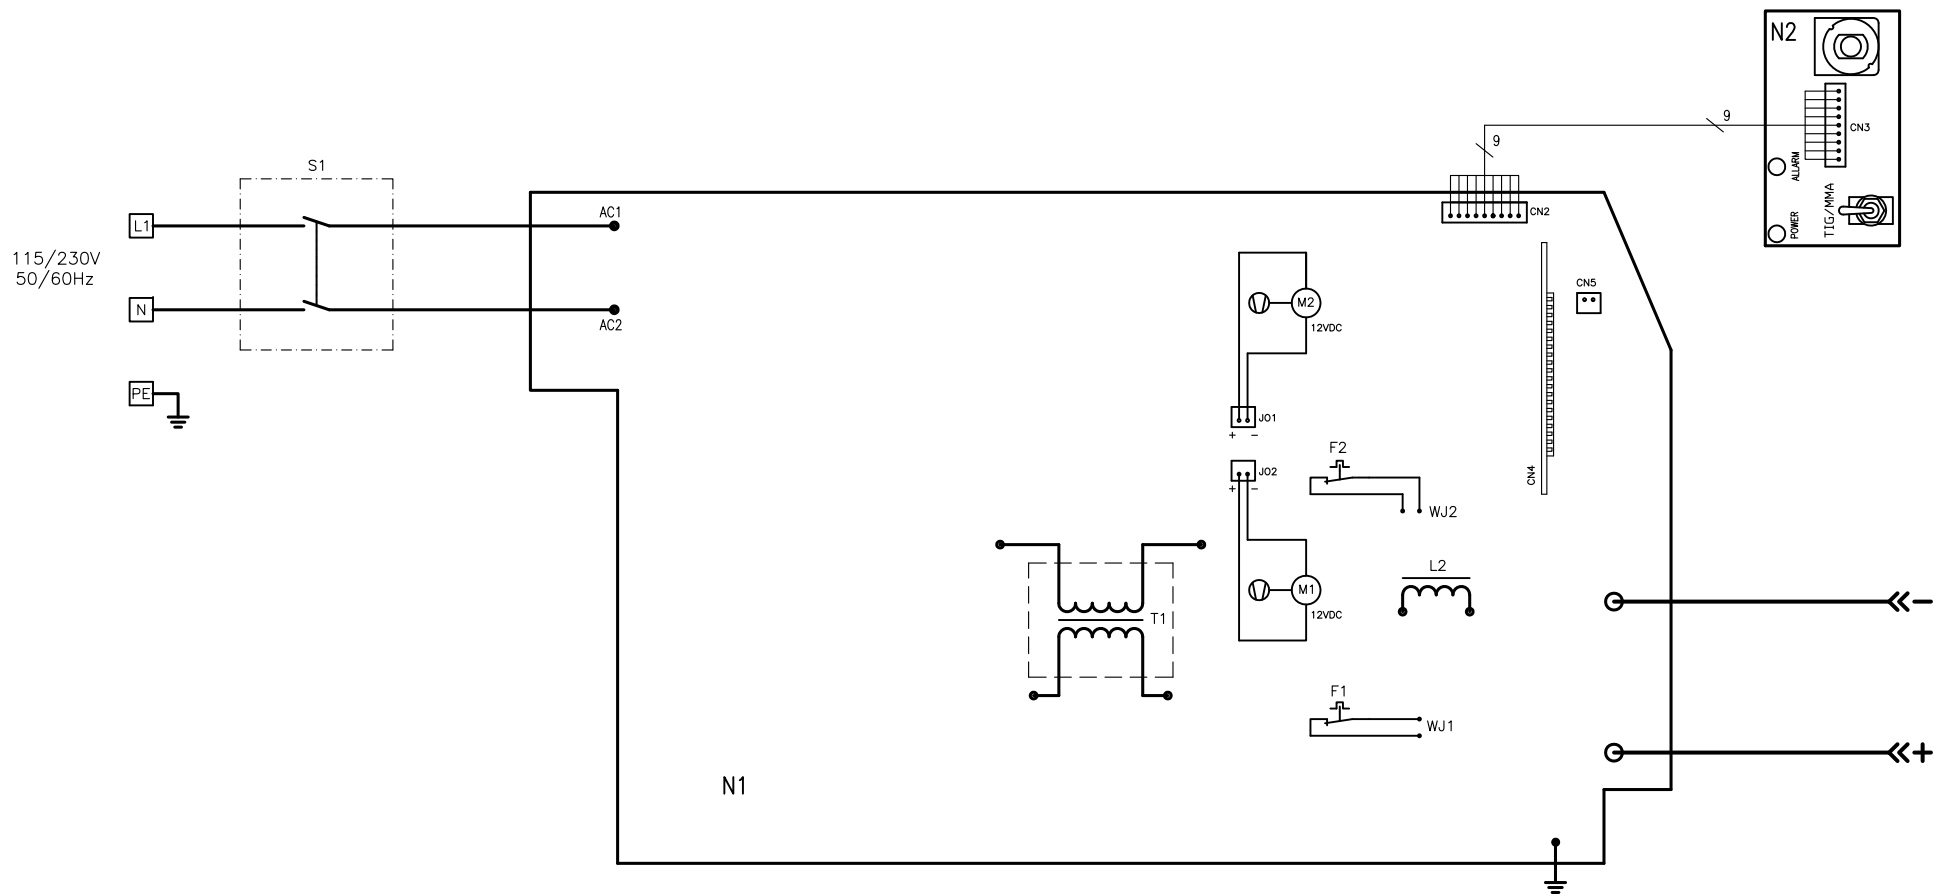 N2
9
CN3
9
ALLARM
S1
TIG/MMA
AC1
CN2
POWER
L1
115/230V
50/60Hz
CN5
M2
N
AC2
12VDC
PE
JO1
+ -
F2
JO2
CN4
+ -
WJ2
L2
M1
-
T1
12VDC
F1
WJ1
+
N1